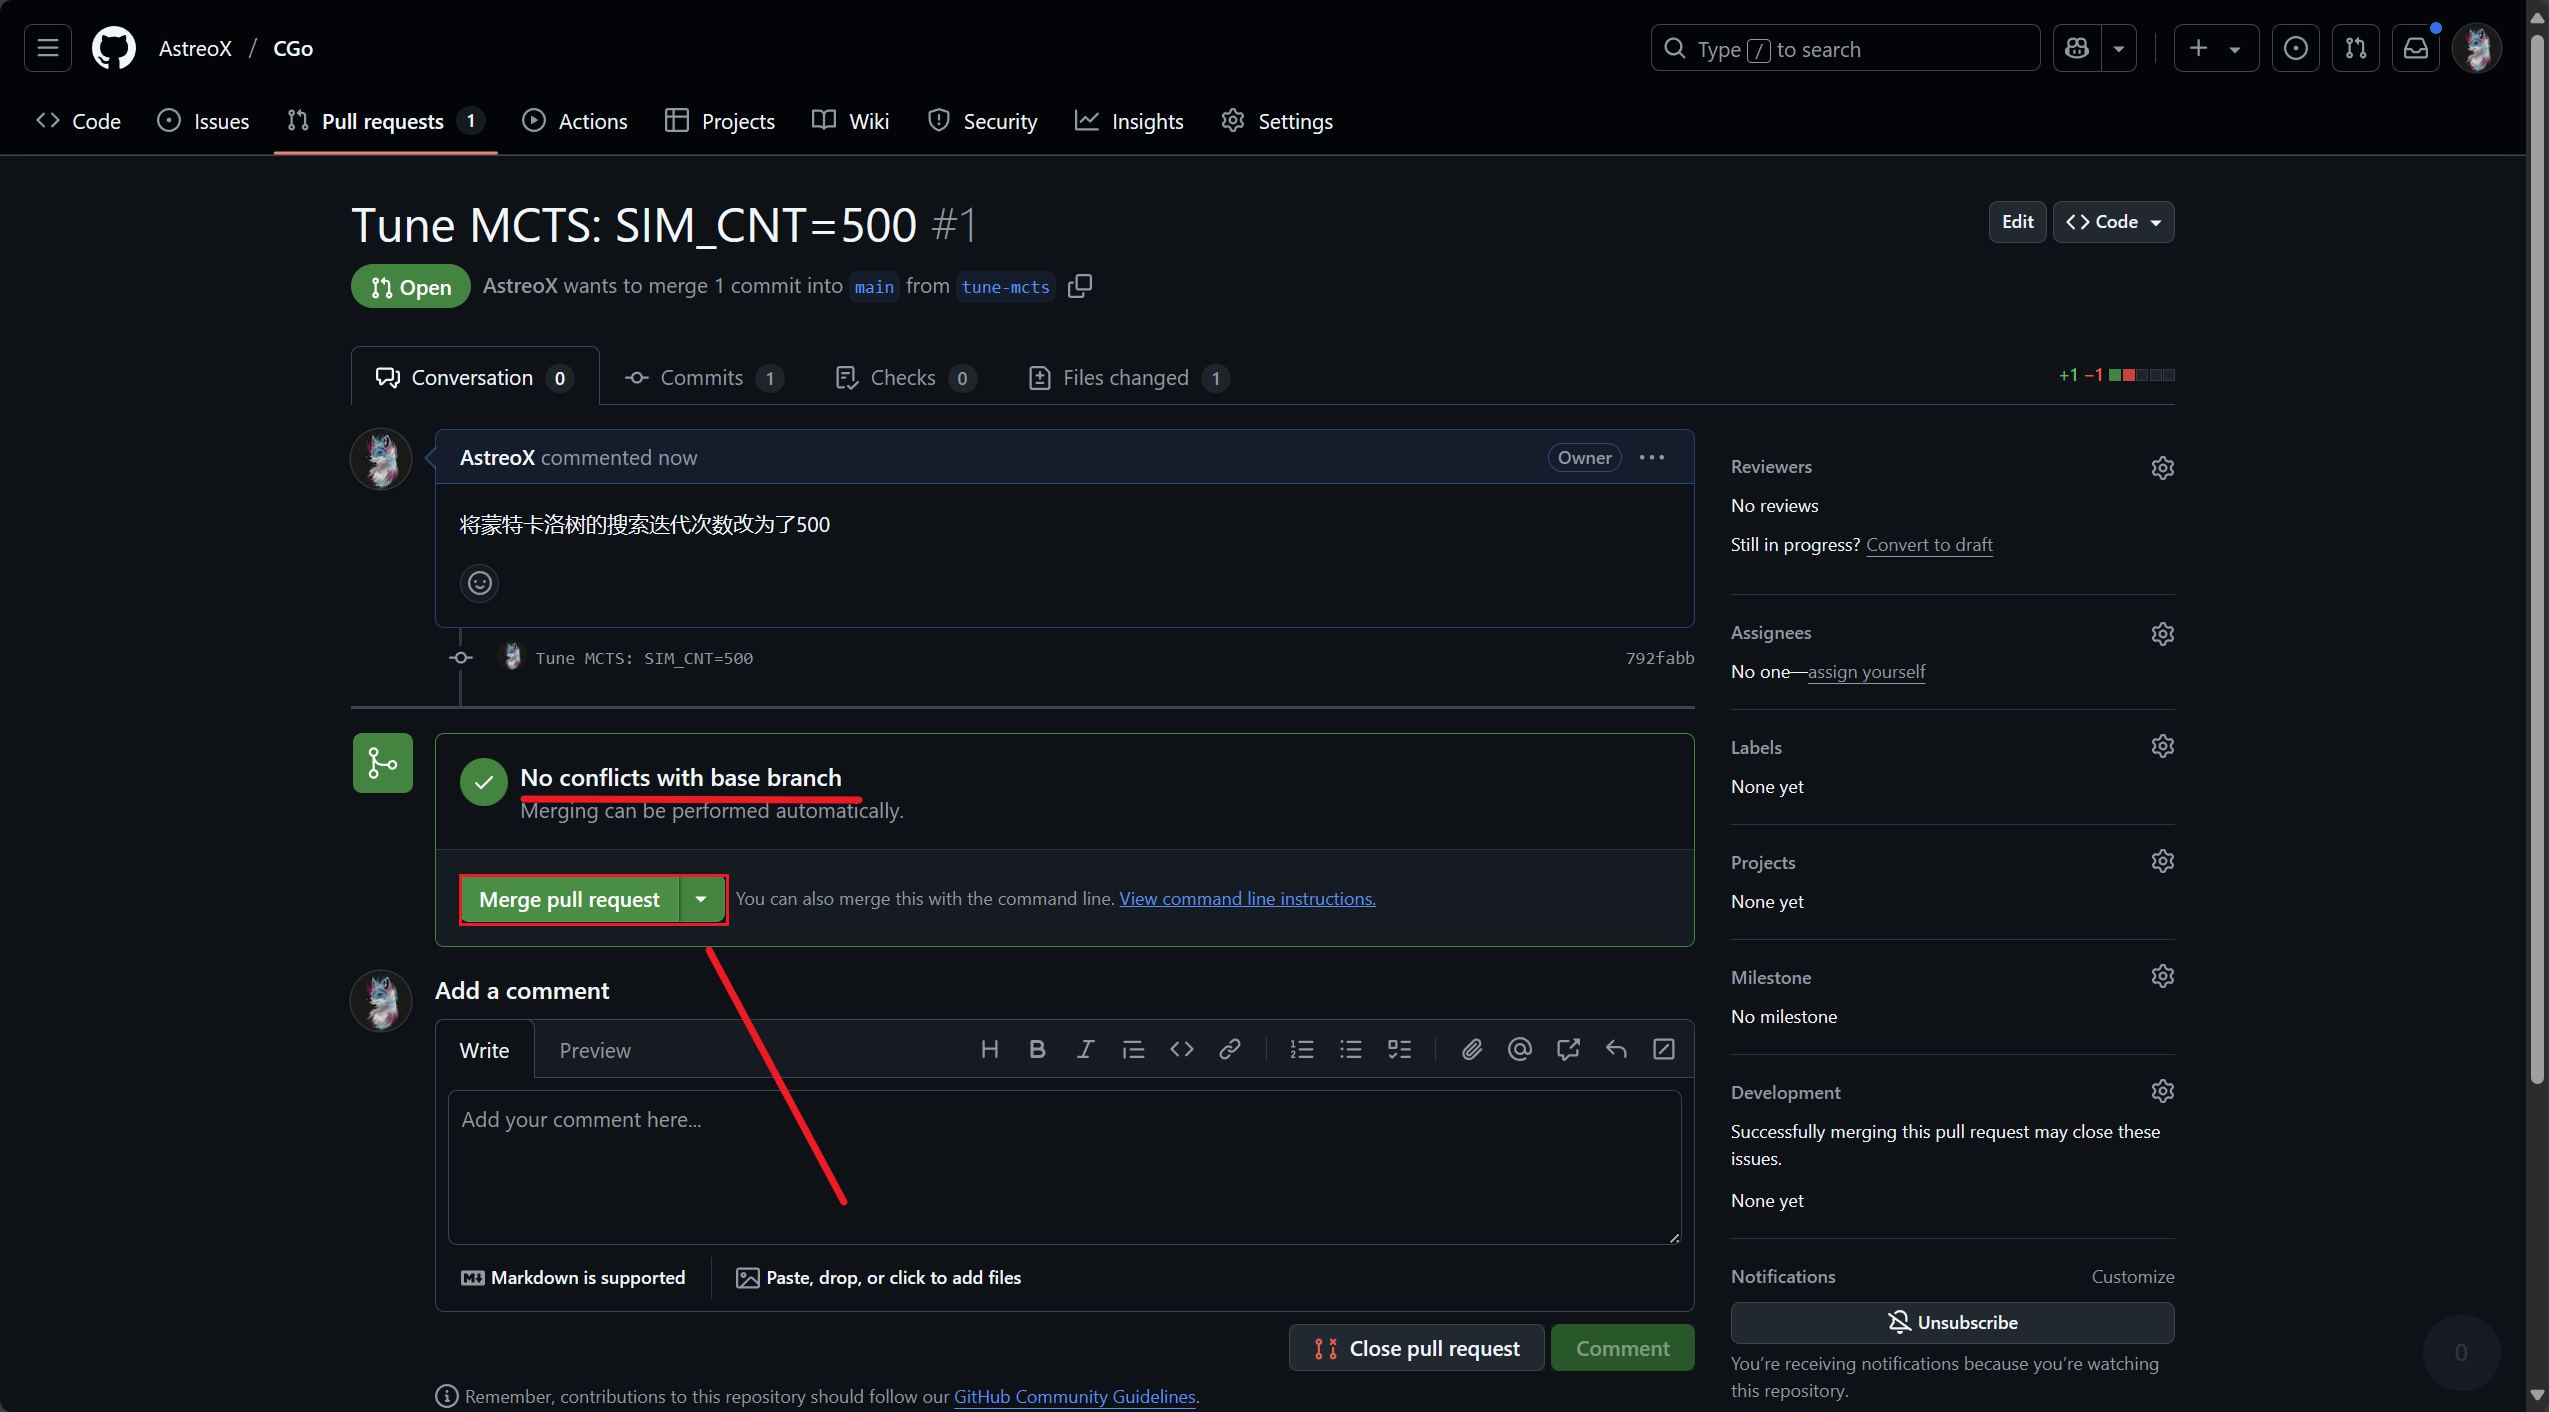 AstreoX / CGo
Type / to search
Code
Issues
Pull requests 1
Actions
Projects
Wiki
Security
Insights
Settings
Tune MCTS: SIM_CNT=500 #1
Edit
Code
Open
AstreoX wants to merge 1 commit into main from tune-mcts
Conversation 0
Commits 1
Checks 0
Files changed 1
+1 −1
AstreoX commented now
Owner
将蒙特卡洛树的搜索迭代次数改为了500
Tune MCTS: SIM_CNT=500
792fabb
No conflicts with base branch
Merging can be performed automatically.
Merge pull request
You can also merge this with the command line. View command line instructions.
Add a comment
Write
Preview
Add your comment here...
Markdown is supported
Paste, drop, or click to add files
Close pull request
Comment
Remember, contributions to this repository should follow our GitHub Community Guidelines.
Reviewers
No reviews
Still in progress? Convert to draft
Assignees
No one—assign yourself
Labels
None yet
Projects
None yet
Milestone
No milestone
Development
Successfully merging this pull request may close these
issues.
None yet
Notifications
Customize
Unsubscribe
You're receiving notifications because you're watching
this repository.
0